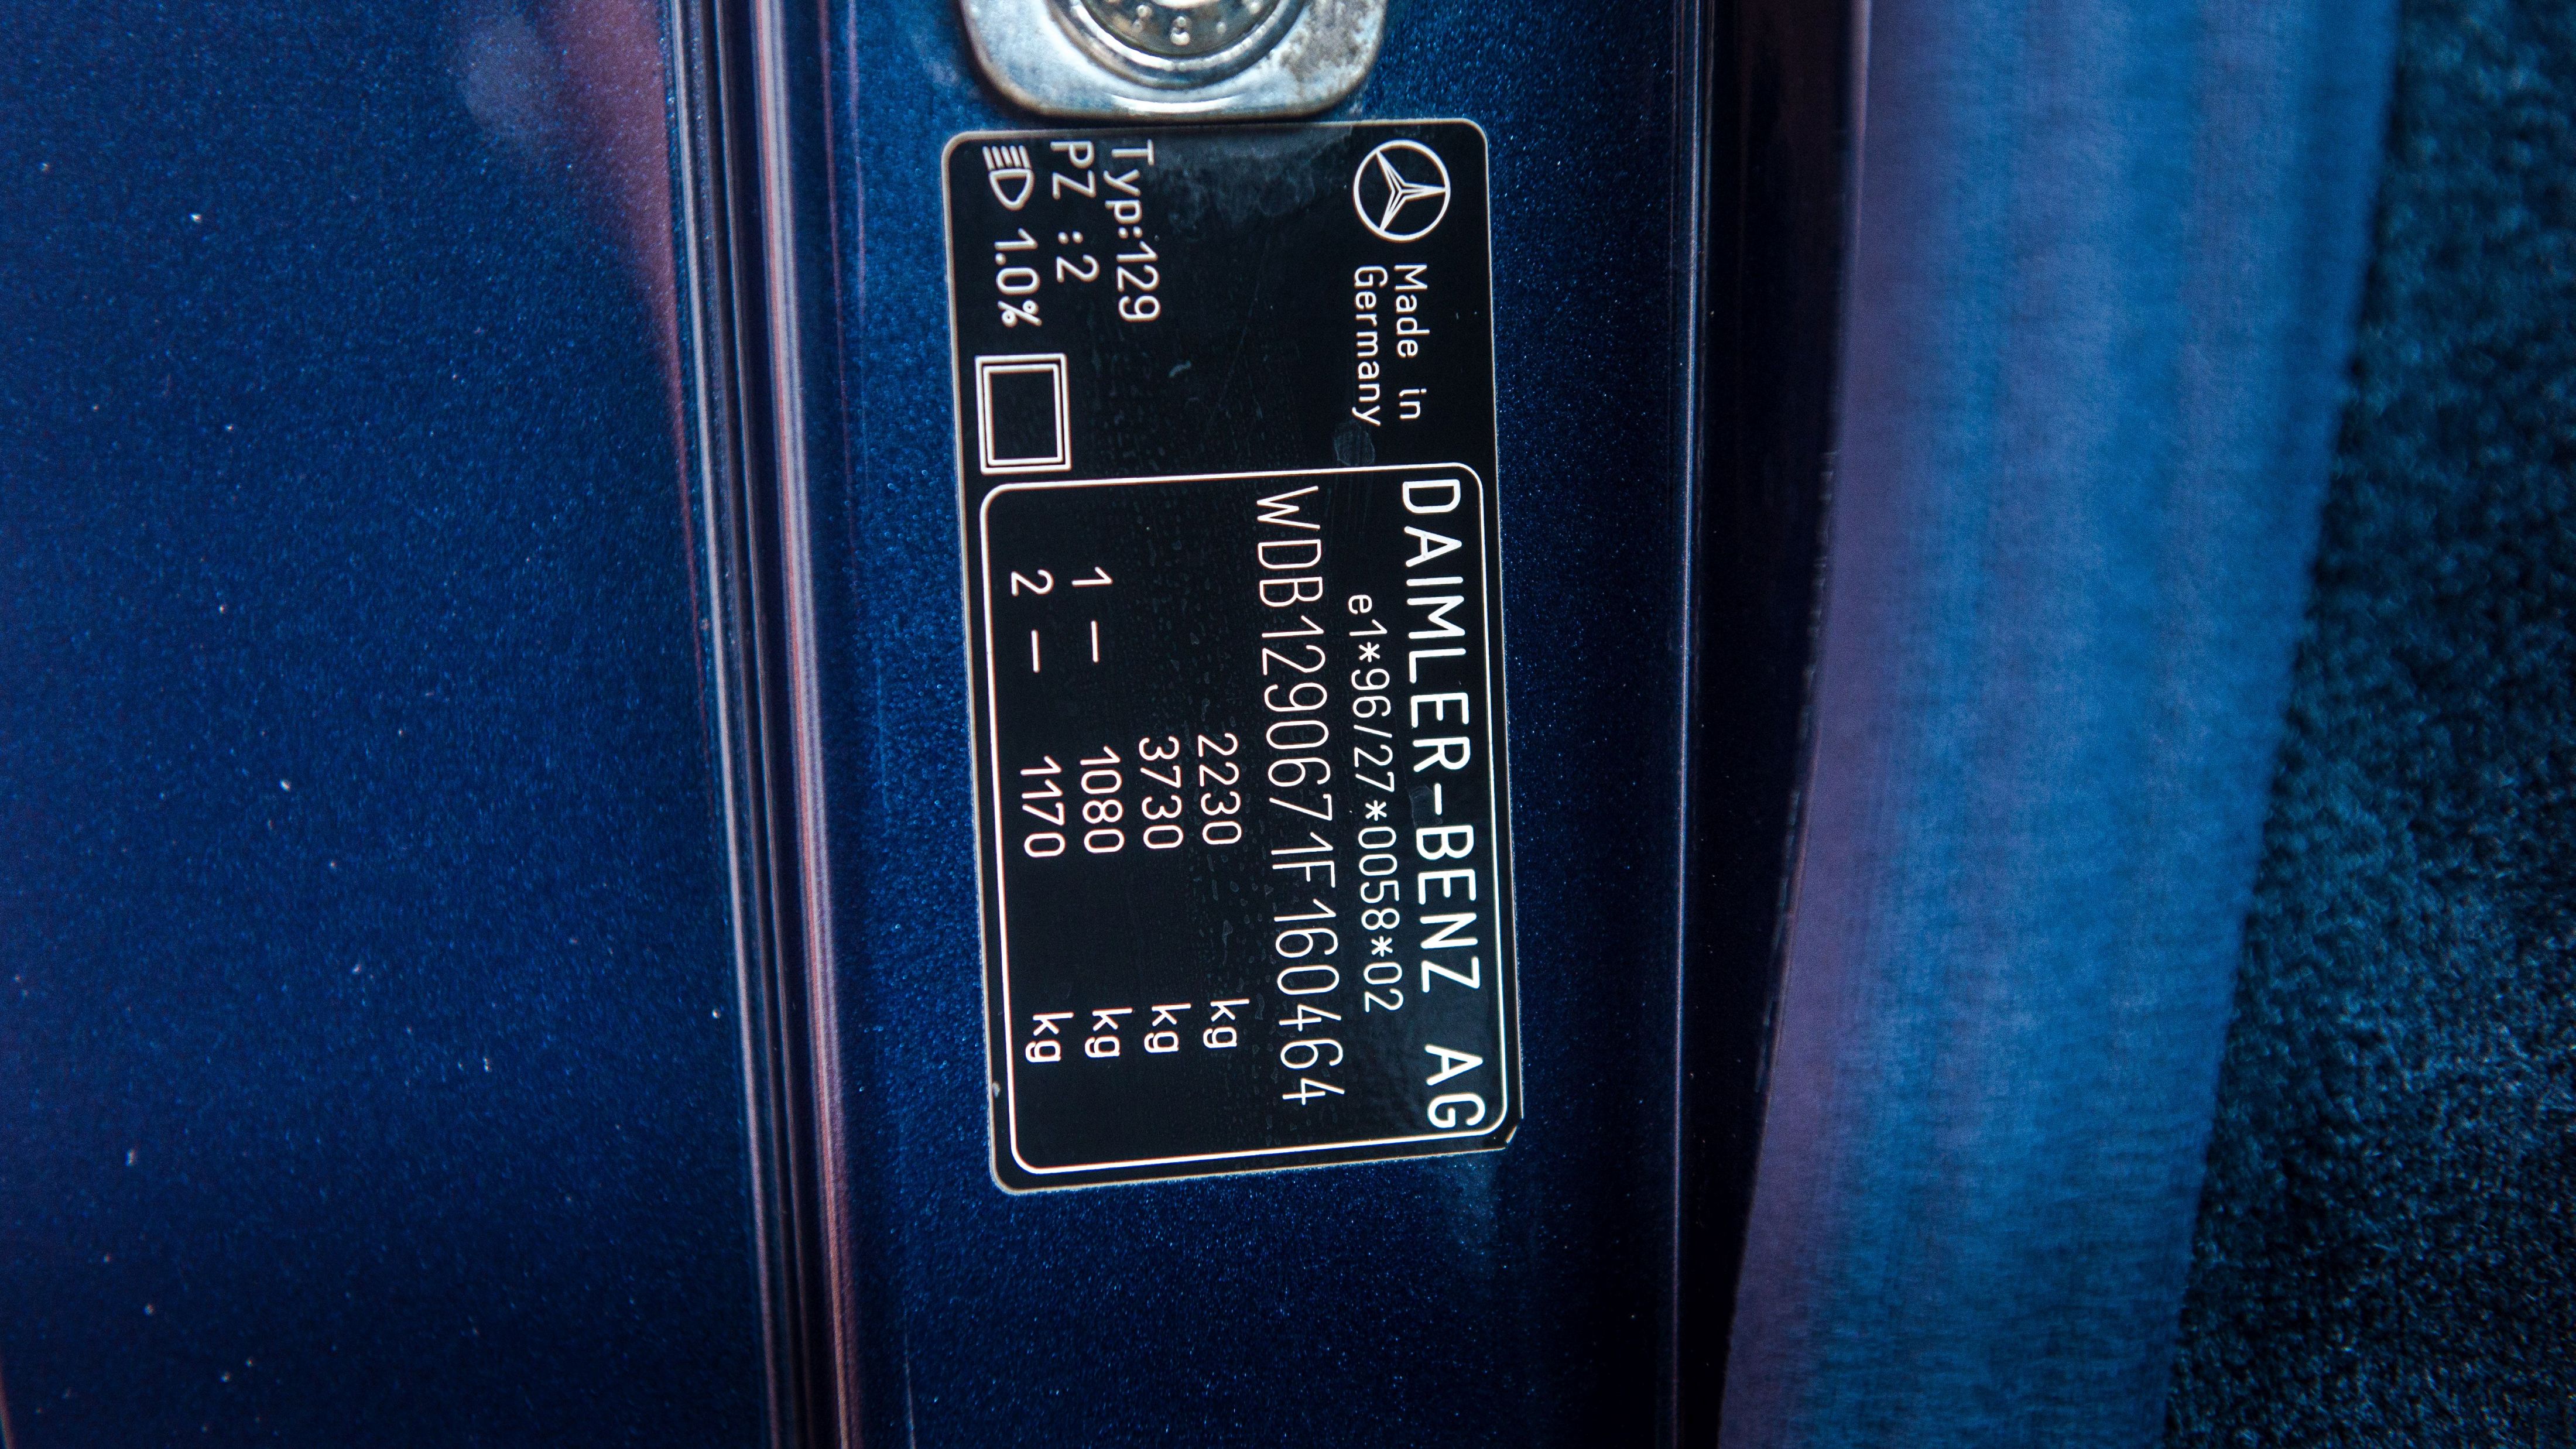 Made in
Germany
DAIMLER-BENZ AG
e1*96/27*0058*02
WDB1290671F160464
2230 kg
3730 kg
1 — 1080 kg
2 — 1170 kg
Typ:129
PZ :2
1.0%